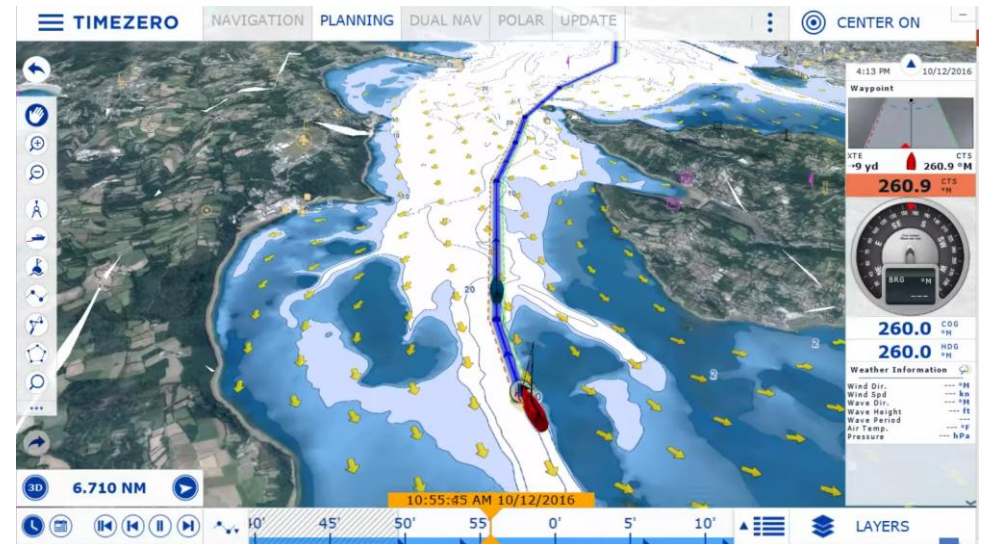 TIMEZERO
NAVIGATION
PLANNING
DUAL NAV
POLAR
UPDATE
CENTER ON
4:13 PM 10/12/2016
Waypoint
XTE CTS
9 yd 260.9 °M
260.9 CTS °M
BRG °M
---
260.0 COG °M
260.0 HDG °M
Weather Information
Wind Dir. --- °M
Wind Spd --- kn
Wave Dir. --- °M
Wave Height --- ft
Wave Period ---
Air Temp. --- °F
Pressure --- hPa
20
3D 6.710 NM
10:55:45 AM 10/12/2016
40' 45' 50' 55' 0' 5' 10'
LAYERS